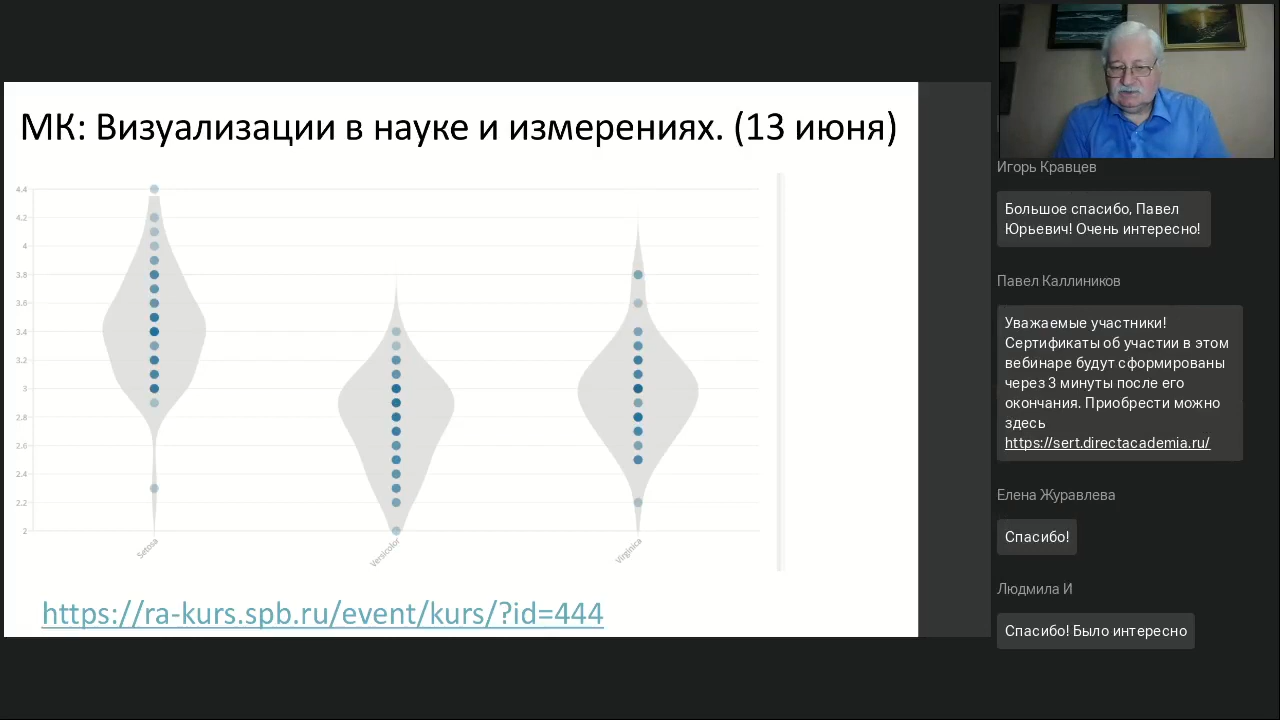 МК: Визуализации в науке и измерениях. (13 июня)
4.4
4.2
4
3.8
3.6
3.4
3.2
3
2.8
2.6
2.4
2.2
2
Setosa
Versicolor
Virginica
https://ra-kurs.spb.ru/event/kurs/?id=444
Игорь Кравцев
Большое спасибо, Павел
Юрьевич! Очень интересно!
Павел Каллиников
Уважаемые участники!
Сертификаты об участии в этом
вебинаре будут сформированы
через 3 минуты после его
окончания. Приобрести можно
здесь
https://sert.directacademia.ru/
Елена Журавлева
Спасибо!
Людмила И
Спасибо! Было интересно